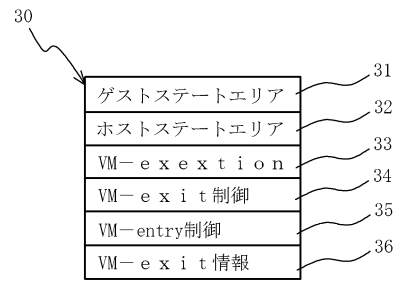 30
ゲストステートエリア 31
ホストステートエリア 32
VM－ｅｘｅｘｔｉｏｎ 33
VM－ｅｘｉｔ制御 34
VM－entry制御 35
VM－ｅｘｉｔ情報 36